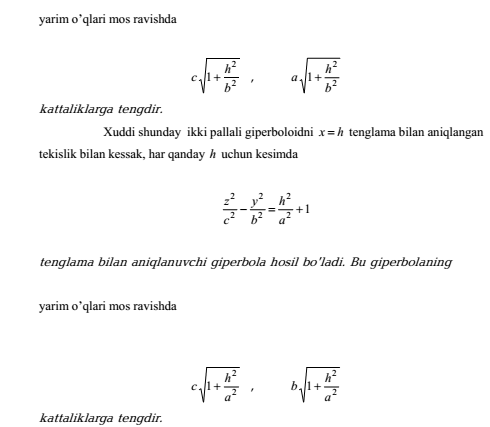 yarim o’qlari mos ravishda
c√(1+h²/b²) , a√(1+h²/b²)
kattaliklarga tengdir.
Xuddi shunday ikki pallali giperboloidni x = h tenglama bilan aniqlangan
tekislik bilan kessak, har qanday h uchun kesimda
z²/c² − y²/b² = h²/a² + 1
tenglama bilan aniqlanuvchi giperbola hosil bo’ladi. Bu giperbolaning
yarim o’qlari mos ravishda
c√(1+h²/a²) , b√(1+h²/a²)
kattaliklarga tengdir.